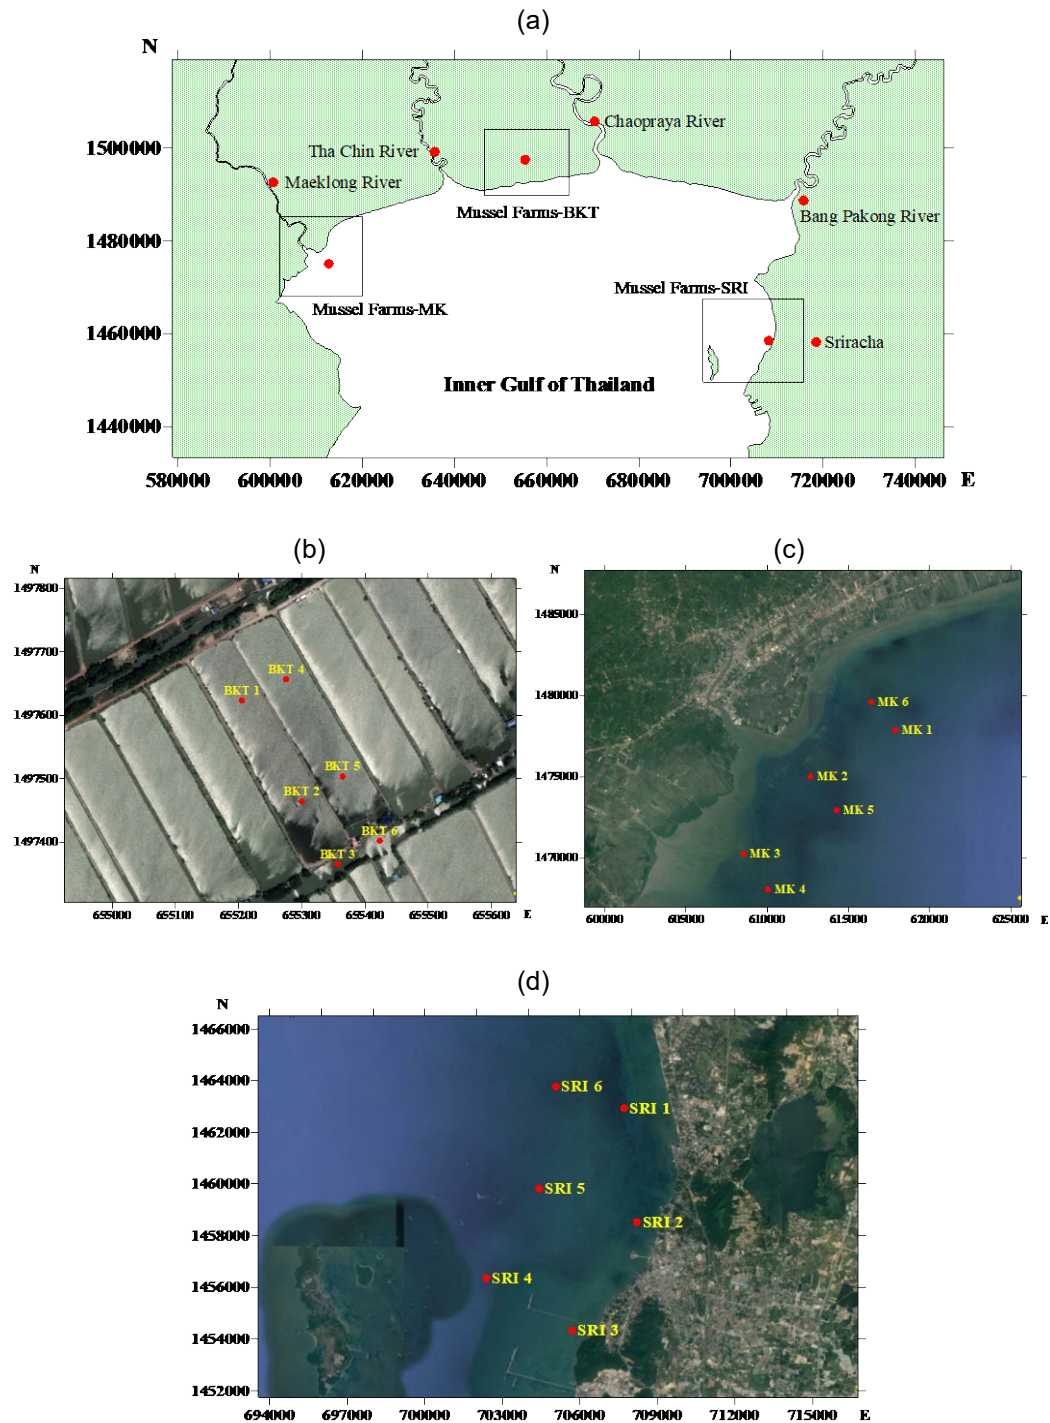 (a)
N
1500000
1480000
1460000
1440000
Chaopraya River
Tha Chin River
Maeklong River
Mussel Farms-BKT
Bang Pakong River
Mussel Farms-SRI
Mussel Farms-MK
Sriracha
Inner Gulf of Thailand
580000 600000 620000 640000 660000 680000 700000 720000 740000 E
(b)
N
1497800
1497700
1497600
1497500
1497400
BKT 4
BKT 1
BKT 5
BKT 2
BKT 6
BKT 3
655000 655100 655200 655300 655400 655500 655600 E
(c)
N
1485000
1480000
1475000
1470000
MK 6
MK 1
MK 2
MK 5
MK 3
MK 4
600000 605000 610000 615000 620000 625000 E
(d)
N
1466000
1464000
1462000
1460000
1458000
1456000
1454000
1452000
SRI 6
SRI 1
SRI 5
SRI 2
SRI 4
SRI 3
694000 697000 700000 703000 706000 709000 712000 715000 E